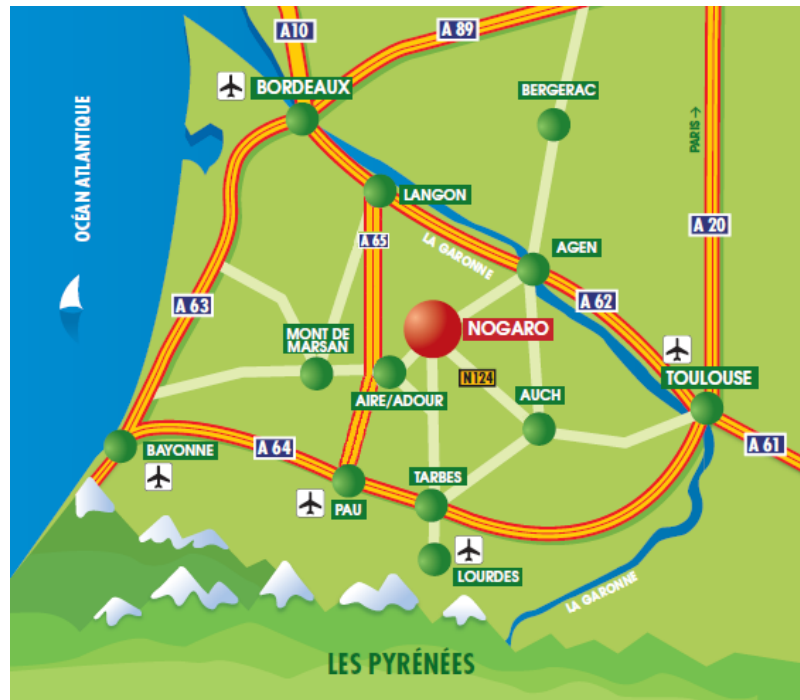 A10
A 89
BORDEAUX
BERGERAC
OCÉAN ATLANTIQUE
PARIS →
LANGON
A 65
LA GARONNE
AGEN
A 20
A 63
A 62
NOGARO
MONT DE
MARSAN
N124
AIRE/ADOUR
AUCH
TOULOUSE
BAYONNE
A 64
A 61
TARBES
PAU
LOURDES
LA GARONNE
LES PYRÉNÉES